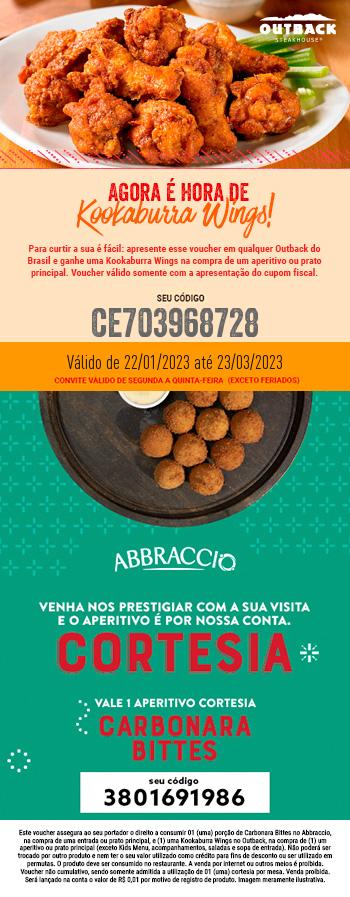 OUTBACK
STEAKHOUSE®
AGORA É HORA DE
Kookaburra Wings!
Para curtir a sua é fácil: apresente esse voucher em qualquer Outback do
Brasil e ganhe uma Kookaburra Wings na compra de um aperitivo ou prato
principal. Voucher válido somente com a apresentação do cupom fiscal.
SEU CÓDIGO
CE703968728
Válido de 22/01/2023 até 23/03/2023
CONVITE VÁLIDO DE SEGUNDA A QUINTA-FEIRA (EXCETO FERIADOS)
ABBRACCIO
VENHA NOS PRESTIGIAR COM A SUA VISITA
E O APERITIVO É POR NOSSA CONTA.
CORTESIA
VALE 1 APERITIVO CORTESIA
CARBONARA
BITTES
seu código
3801691986
Este voucher assegura ao seu portador o direito a consumir 01 (uma) porção de Carbonara Bites no Abbraccio,
na compra de uma entrada ou prato principal, e (1) uma Kookaburra Wings no Outback, na compra de (1) um
aperitivo ou prato principal (exceto Kids Menu, acompanhamentos, saladas e sopa de entrada). Não poderá ser
trocado por outro produto e nem ter o seu valor utilizado como crédito para fins de desconto ou ser utilizado em
permutas. O produto deve ser consumido no restaurante. A venda por internet ou outros meios é proibida.
Voucher não cumulativo, sendo somente admitida a utilização de 01 (uma) cortesia por mesa. Venda proibida.
Será lançado na conta o valor de R$ 0,01 por motivo de registro de produto. Imagem meramente ilustrativa.